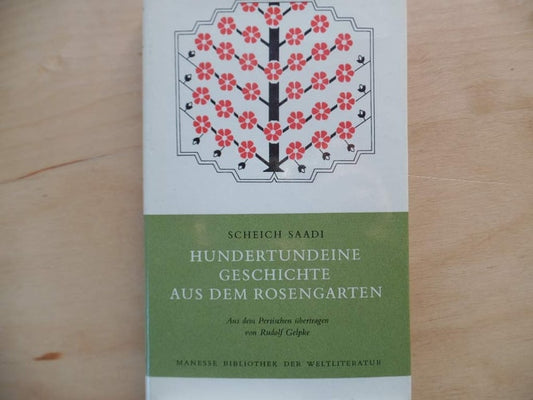 SCHEICH SAADI
HUNDERTUNDEINE
GESCHICHTE
AUS DEM ROSENGARTEN
Aus dem Persischen übertragen
von Rudolf Gelpke
MANESSE BIBLIOTHEK DER WELTLITERATUR